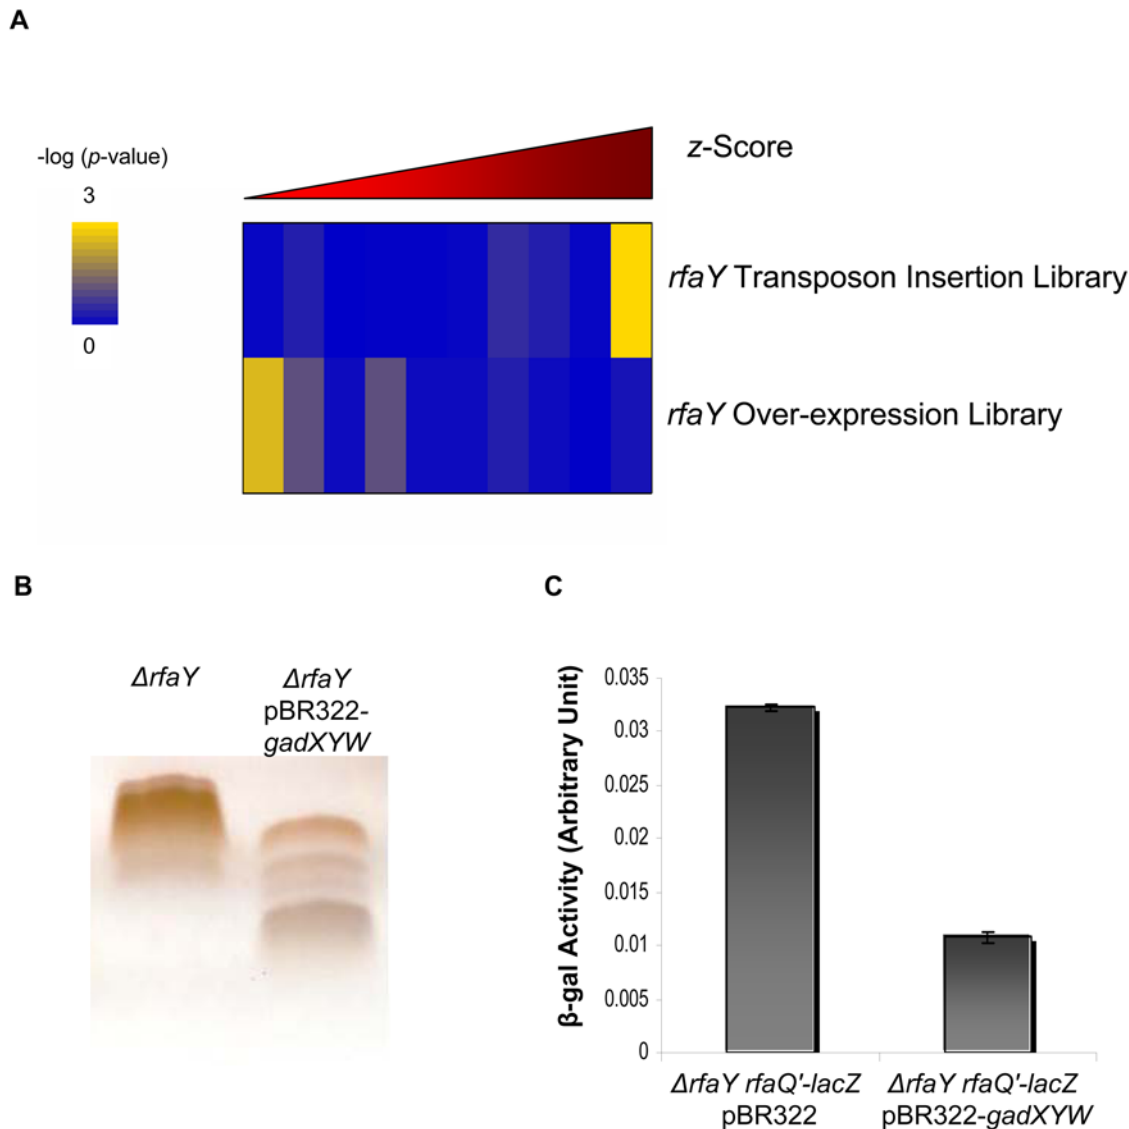 A
-log (p-value)
3
0
z-Score
rfaY Transposon Insertion Library
rfaY Over-expression Library
B
ΔrfaY
ΔrfaY
pBR322-
gadXYW
C
β-gal Activity (Arbitrary Unit)
0.035
0.03
0.025
0.02
0.015
0.01
0.005
0
ΔrfaY rfaQ'-lacZ
pBR322
ΔrfaY rfaQ'-lacZ
pBR322-gadXYW